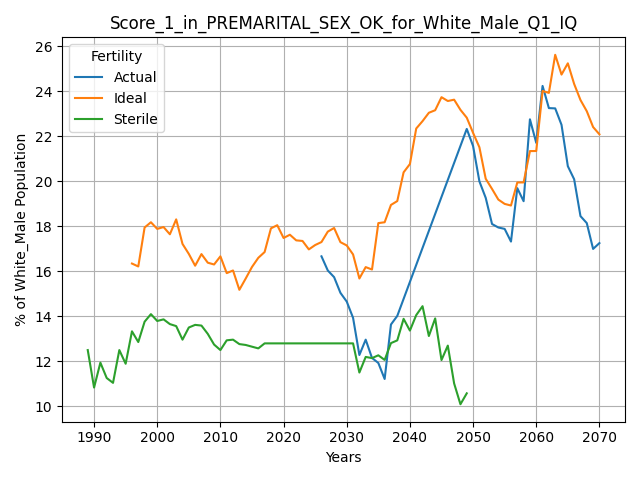 Score_1_in_PREMARITAL_SEX_OK_for_White_Male_Q1_IQ
Fertility
Actual
Ideal
Sterile
% of White_Male Population
26
24
22
20
18
16
14
12
10
1990 2000 2010 2020 2030 2040 2050 2060 2070
Years